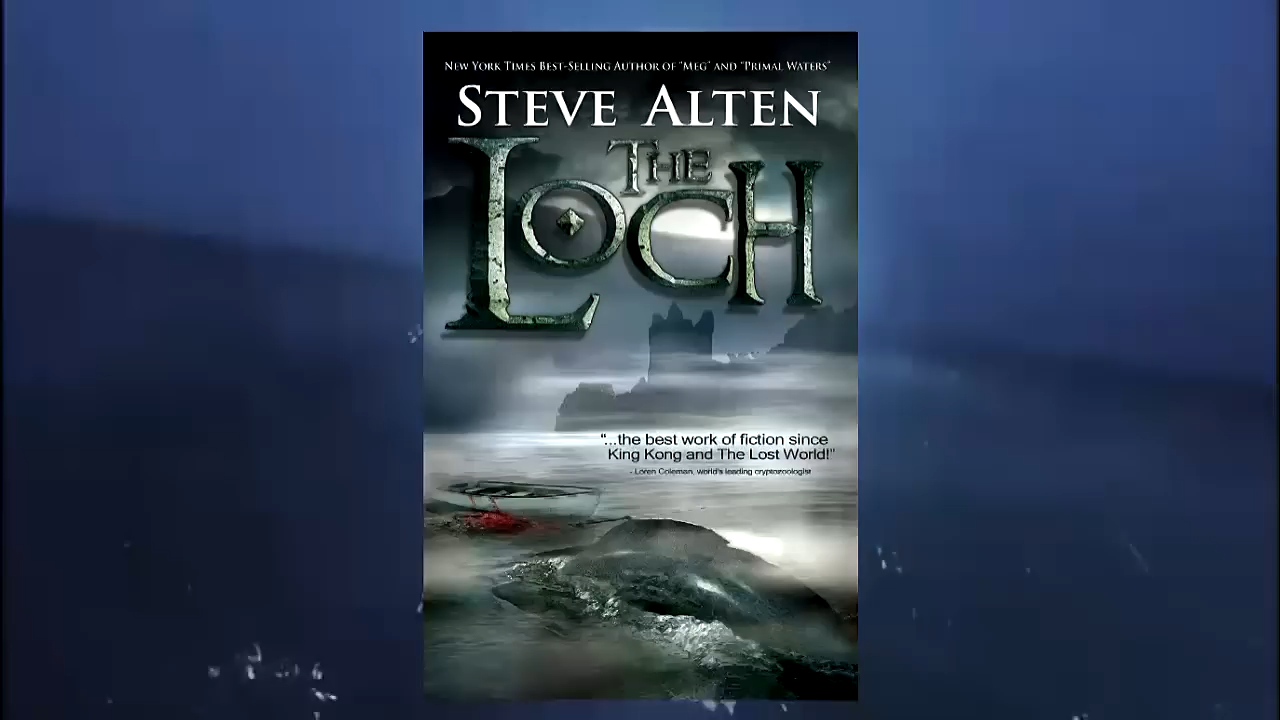 NEW YORK TIMES BEST-SELLING AUTHOR OF "MEG" AND "PRIMAL WATERS"
STEVE ALTEN
THE
LOCH
"...the best work of fiction since
King Kong and The Lost World!"
- Loren Coleman, world's leading cryptozoologist